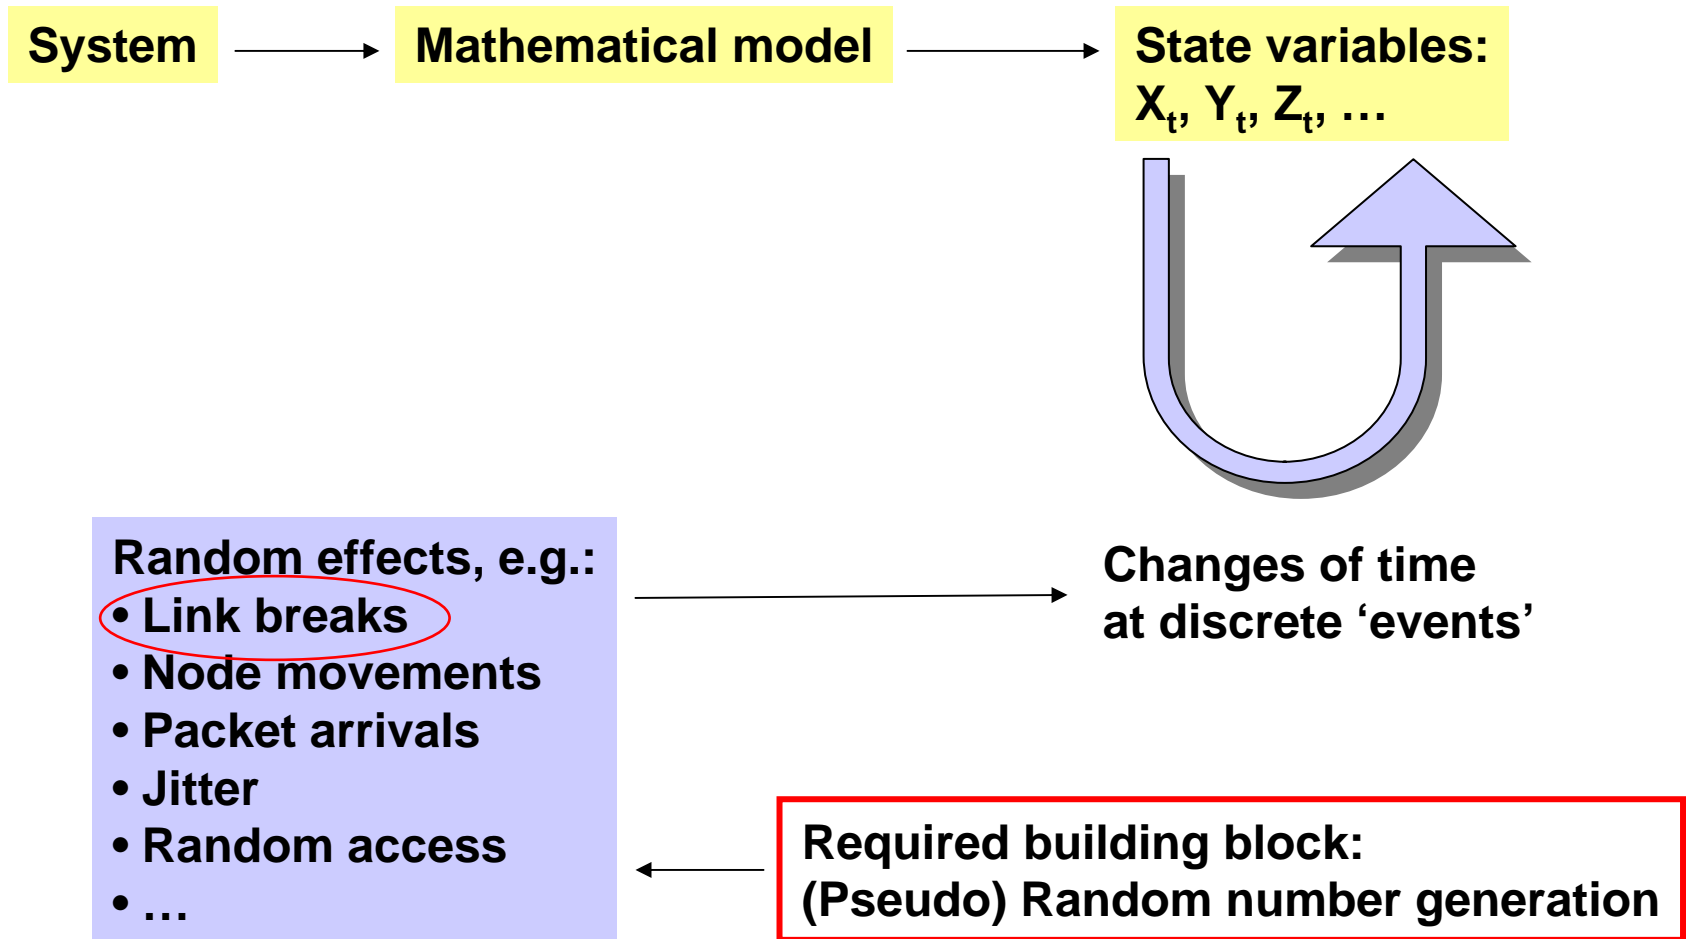 System
Mathematical model
State variables:
Xt, Yt, Zt, …
Random effects, e.g.:
• Link breaks
• Node movements
• Packet arrivals
• Jitter
• Random access
• …
Changes of time
at discrete ‘events’
Required building block:
(Pseudo) Random number generation